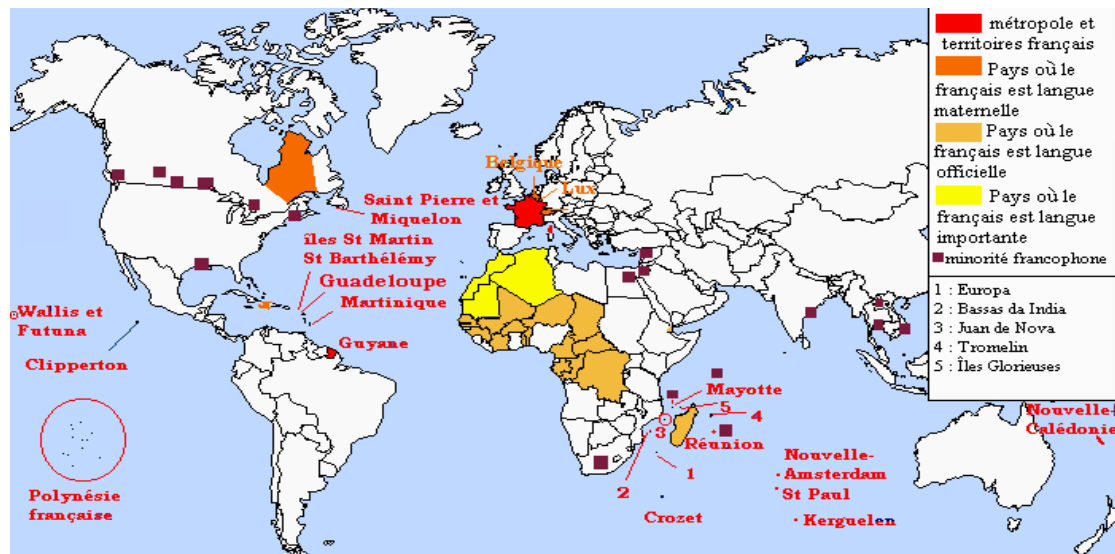 métropole et
territoires français
Pays où le
français est langue
maternelle
Pays où le
français est langue
officielle
Pays où le
français est langue
importante
minorité francophone
1 : Europa
2 : Bassas da India
3 : Juan de Nova
4 : Tromelin
5 : Îles Glorieuses
Belgique
Lux
Saint Pierre et
Miquelon
îles St Martin
St Barthélémy
Guadeloupe
Martinique
Wallis et
Futuna
Clipperton
Guyane
Polynésie
française
Mayotte
5
4
3
Réunion
2
1
Crozet
Nouvelle-
Amsterdam
St Paul
Kerguelen
Nouvelle-
Calédonie